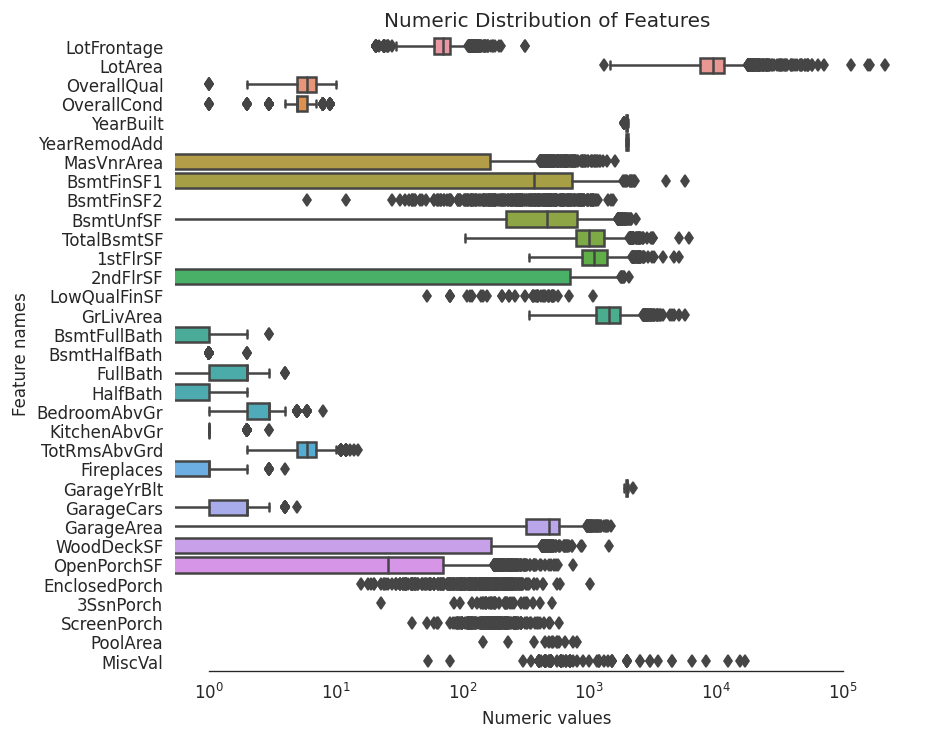 Numeric Distribution of Features
LotFrontage
LotArea
OverallQual
OverallCond
YearBuilt
YearRemodAdd
MasVnrArea
BsmtFinSF1
BsmtFinSF2
BsmtUnfSF
TotalBsmtSF
1stFlrSF
2ndFlrSF
LowQualFinSF
GrLivArea
BsmtFullBath
BsmtHalfBath
FullBath
HalfBath
BedroomAbvGr
KitchenAbvGr
TotRmsAbvGrd
Fireplaces
GarageYrBlt
GarageCars
GarageArea
WoodDeckSF
OpenPorchSF
EnclosedPorch
3SsnPorch
ScreenPorch
PoolArea
MiscVal
Feature names
10⁰ 10¹ 10² 10³ 10⁴ 10⁵
Numeric values